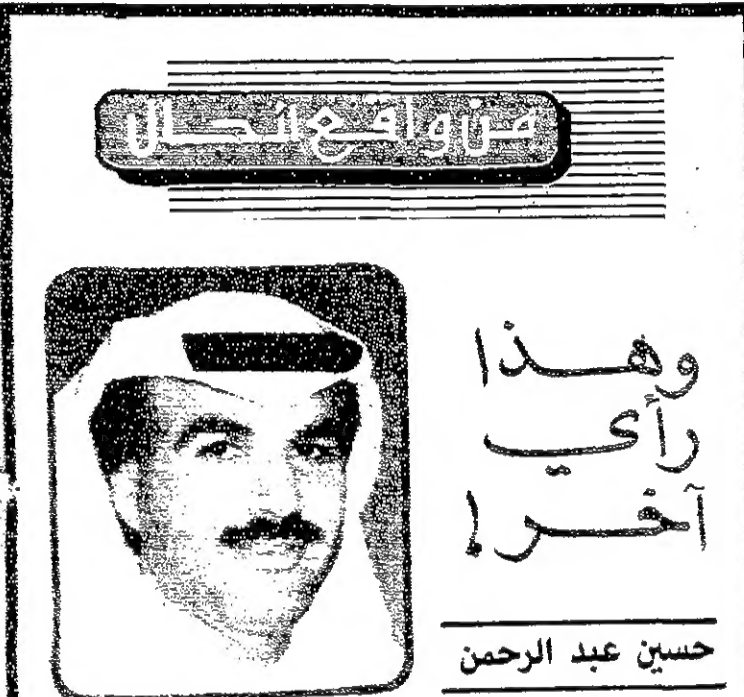 من واقع الحال
وهذا
رأي
آخر!
حسين عبد الرحمن